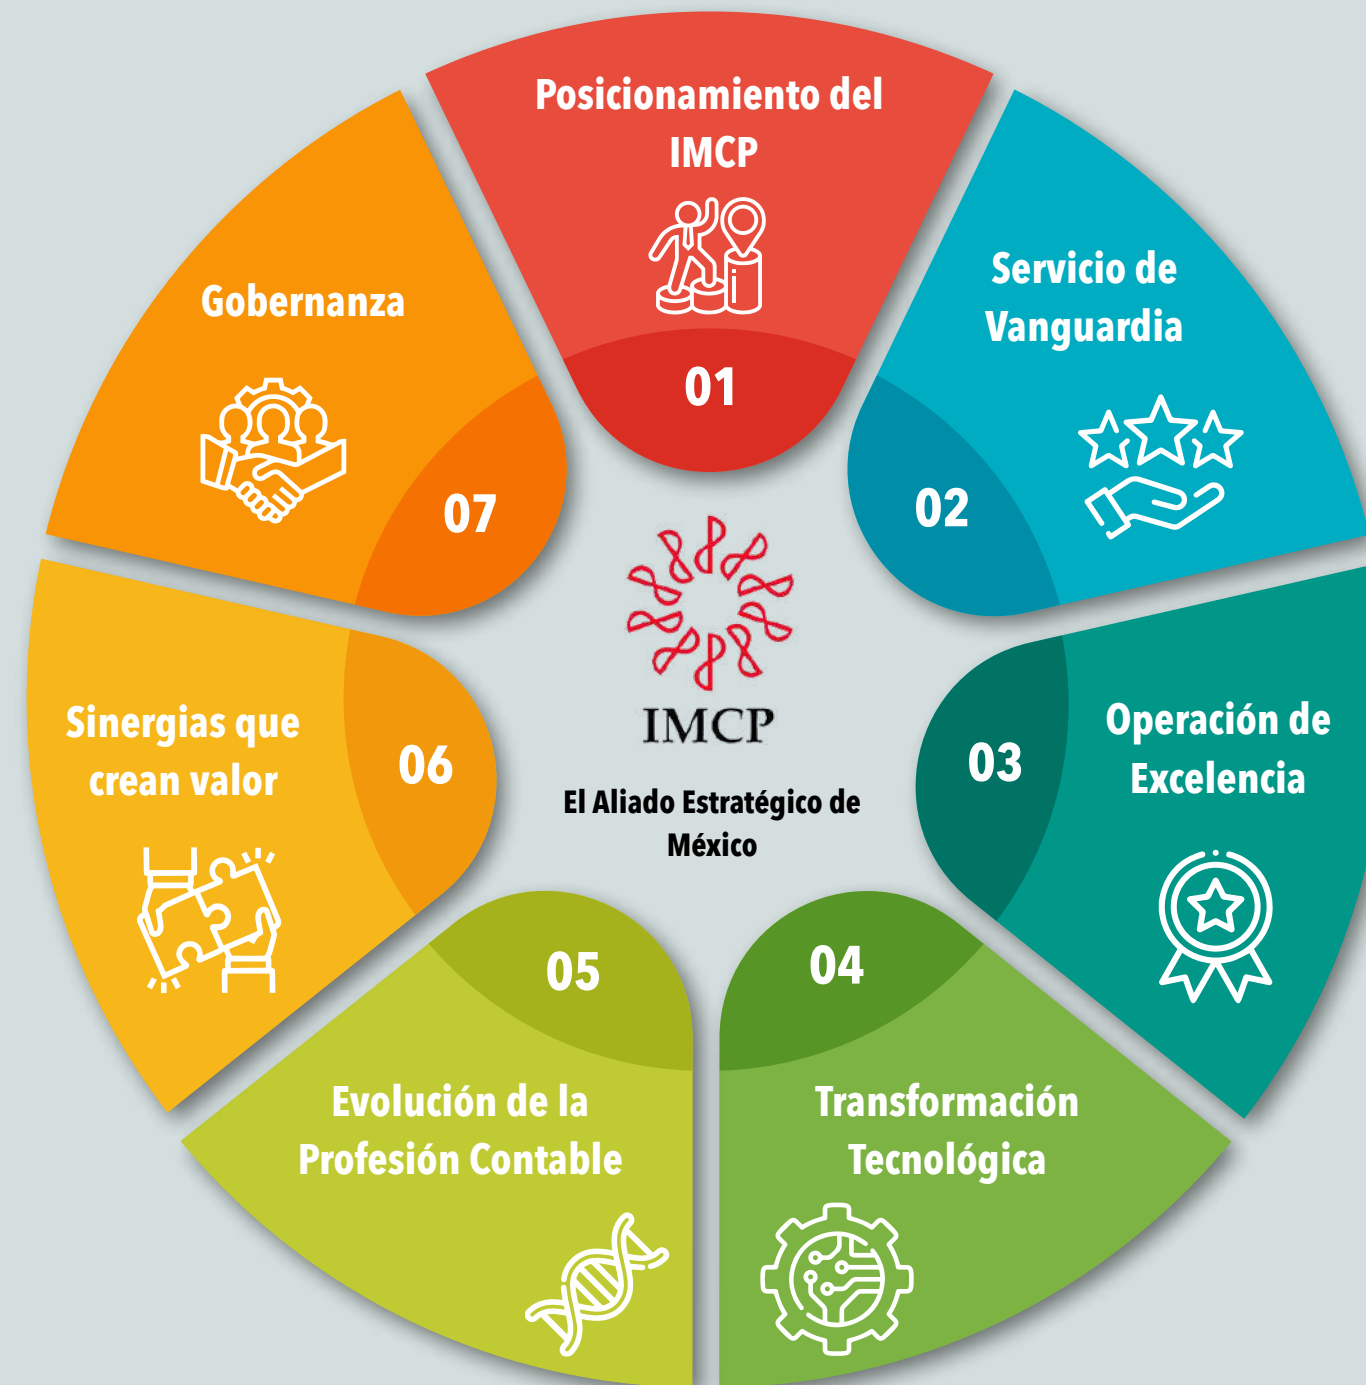 Posicionamiento del
IMCP
01
Servicio de
Vanguardia
02
Operación de
Excelencia
03
Transformación
Tecnológica
04
Evolución de la
Profesión Contable
05
Sinergias que
crean valor
06
Gobernanza
07
IMCP
El Aliado Estratégico de
México